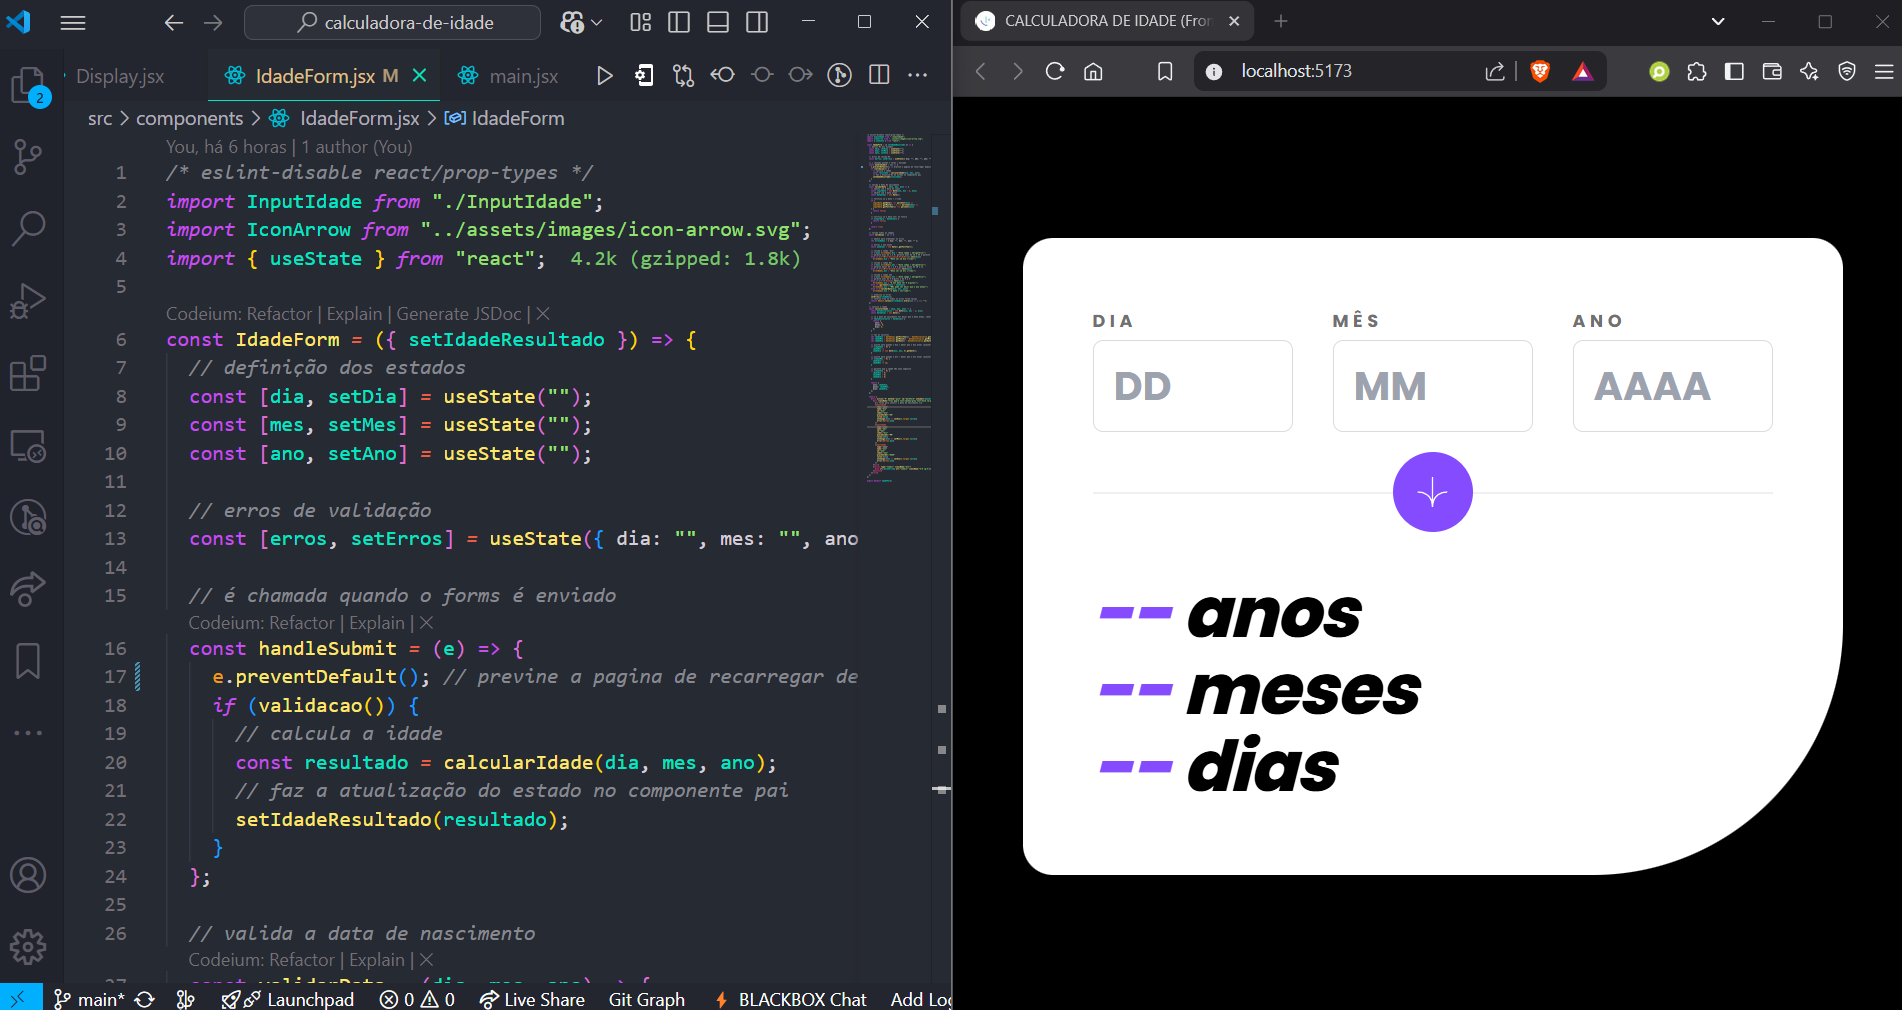 calculadora-de-idade
Display.jsx
IdadeForm.jsx M
main.jsx
2
src > components > IdadeForm.jsx > IdadeForm
You, há 6 horas | 1 author (You)
1 /* eslint-disable react/prop-types */
2 import InputIdade from "./InputIdade";
3 import IconArrow from "../assets/images/icon-arrow.svg";
4 import { useState } from "react"; 4.2k (gzipped: 1.8k)
5
Codeium: Refactor | Explain | Generate JSDoc | X
6 const IdadeForm = ({ setIdadeResultado }) => {
7 // definição dos estados
8 const [dia, setDia] = useState("");
9 const [mes, setMes] = useState("");
10 const [ano, setAno] = useState("");
11
12 // erros de validação
13 const [erros, setErros] = useState({ dia: "", mes: "", ano
14
15 // é chamada quando o forms é enviado
Codeium: Refactor | Explain | X
16 const handleSubmit = (e) => {
17 e.preventDefault(); // previne a pagina de recarregar de
18 if (validacao()) {
19 // calcula a idade
20 const resultado = calcularIdade(dia, mes, ano);
21 // faz a atualização do estado no componente pai
22 setIdadeResultado(resultado);
23 }
24 };
25
26 // valida a data de nascimento
Codeium: Refactor | Explain | X
main* Launchpad 0 0 Live Share Git Graph BLACKBOX Chat Add Lo
CALCULADORA DE IDADE (Fron
localhost:5173
DIA MÊS ANO
DD MM AAAA
-- anos
-- meses
-- dias